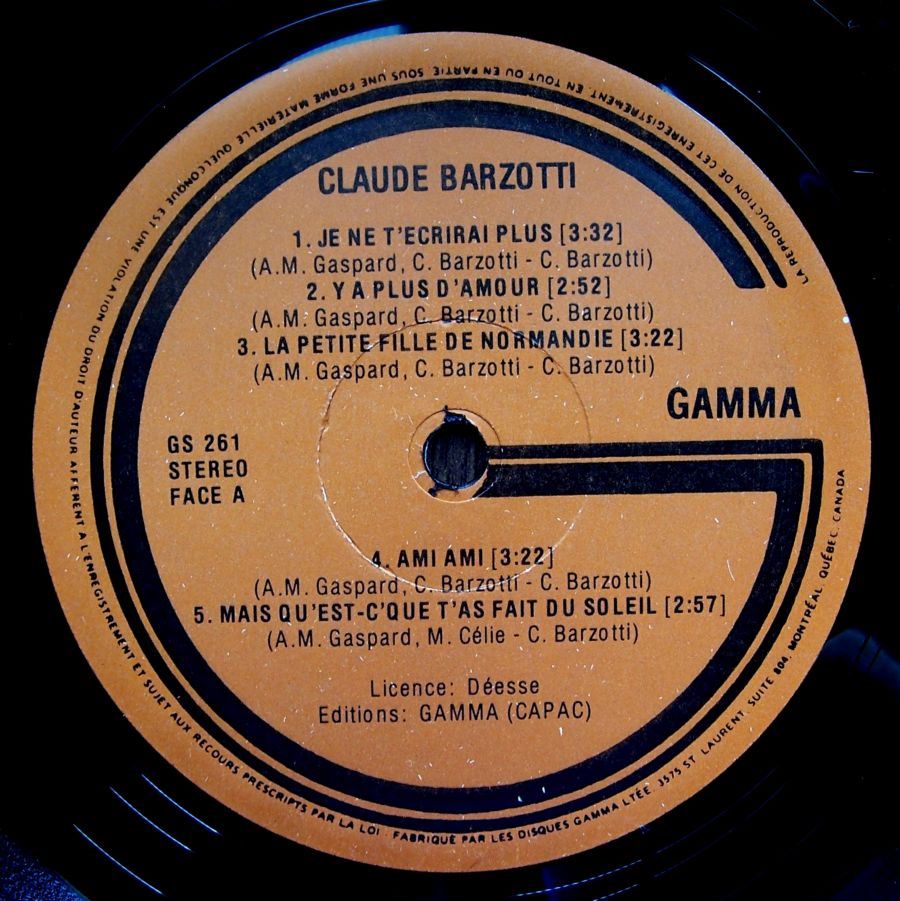 CLAUDE BARZOTTI
1. JE NE T'ECRIRAI PLUS [3:32]
(A.M. Gaspard, C. Barzotti - C. Barzotti)
2. Y A PLUS D'AMOUR [2:52]
(A.M. Gaspard, C. Barzotti - C. Barzotti)
3. LA PETITE FILLE DE NORMANDIE [3:22]
(A.M. Gaspard, C. Barzotti - C. Barzotti)
GAMMA
GS 261
STEREO
FACE A
4. AMI AMI [3:22]
(A.M. Gaspard, C. Barzotti - C. Barzotti)
5. MAIS QU'EST-C'QUE T'AS FAIT DU SOLEIL [2:57]
(A.M. Gaspard, M. Célie - C. Barzotti)
Licence: Déesse
Editions: GAMMA (CAPAC)
LA REPRODUCTION DE CET ENREGISTREMENT, EN TOUT OU EN PARTIE, SOUS UNE FORME MATERIELLE QUELCONQUE EST UNE VIOLATION DU DROIT D'AUTEUR AFFERENT A L'ENREGISTREMENT ET SUJET AUX RECOURS PRESCRIPTS PAR LA LOI · FABRIQUÉ PAR LES DISQUES GAMMA LTÉE, 3575 ST LAURENT, SUITE 804, MONTRÉAL, QUÉBEC, CANADA